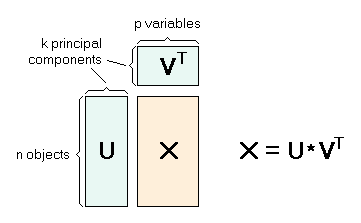 p variables
k principal
components
V^T
n objects
U
X
X = U*V^T